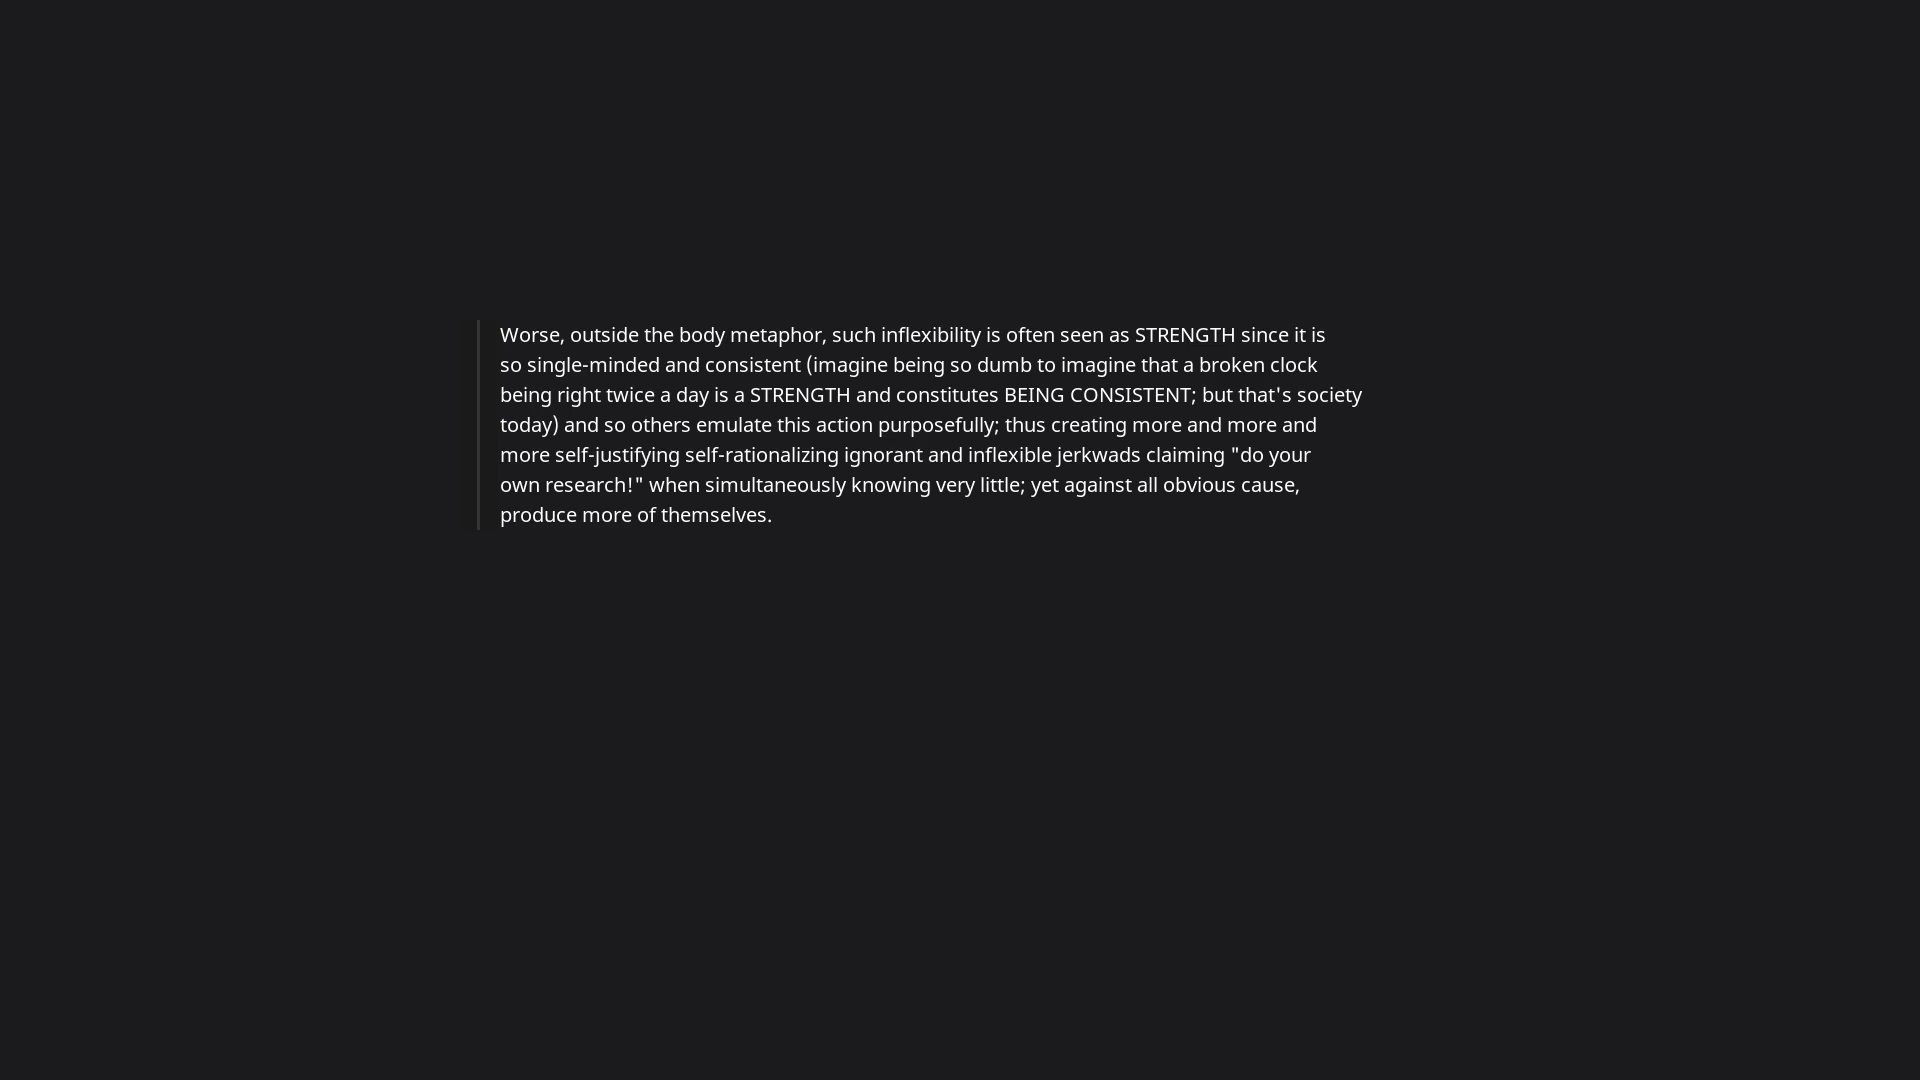 Worse, outside the body metaphor, such inflexibility is often seen as STRENGTH since it is
so single-minded and consistent (imagine being so dumb to imagine that a broken clock
being right twice a day is a STRENGTH and constitutes BEING CONSISTENT; but that's society
today) and so others emulate this action purposefully; thus creating more and more and
more self-justifying self-rationalizing ignorant and inflexible jerkwads claiming "do your
own research!" when simultaneously knowing very little; yet against all obvious cause,
produce more of themselves.